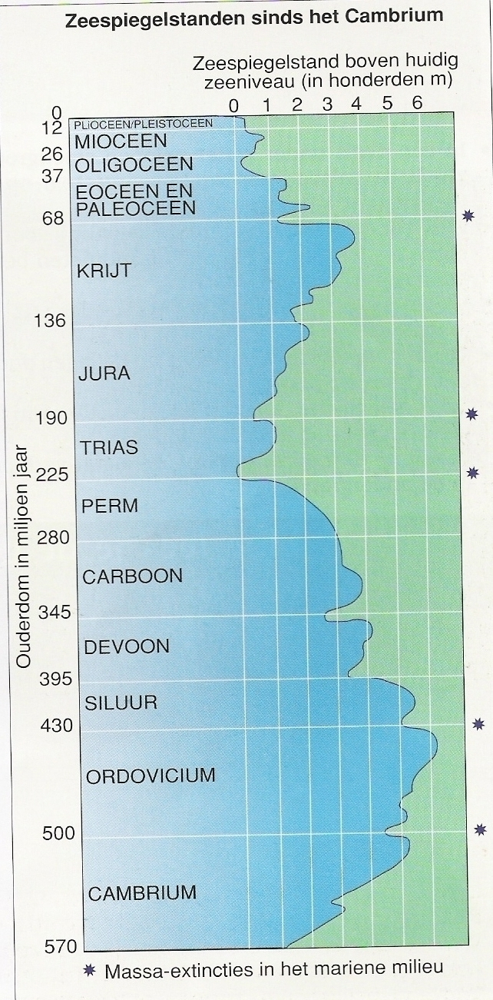 Zeespiegelstanden sinds het Cambrium
Zeespiegelstand boven huidig
zeeniveau (in honderden m)
0 1 2 3 4 5 6
0
PLiOCEEN/PLEISTOCEEN
12
MIOCEEN
26
OLIGOCEEN
37
EOCEEN EN
PALEOCEEN
68
KRIJT
136
JURA
190
TRIAS
225
PERM
280
CARBOON
345
DEVOON
395
SILUUR
430
ORDOVICIUM
500
CAMBRIUM
570
Ouderdom in miljoen jaar
Massa-extincties in het mariene milieu